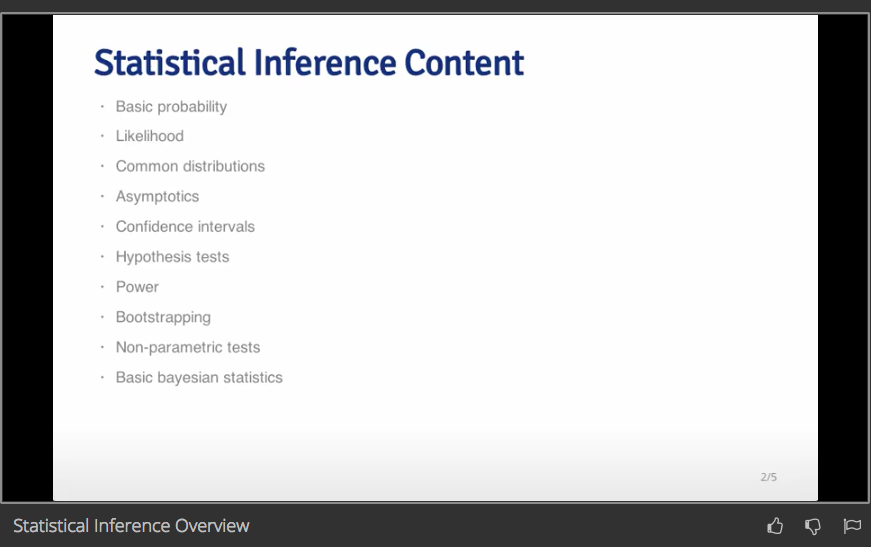 Statistical Inference Content
· Basic probability
· Likelihood
· Common distributions
· Asymptotics
· Confidence intervals
· Hypothesis tests
· Power
· Bootstrapping
· Non-parametric tests
· Basic bayesian statistics
2/5
Statistical Inference Overview